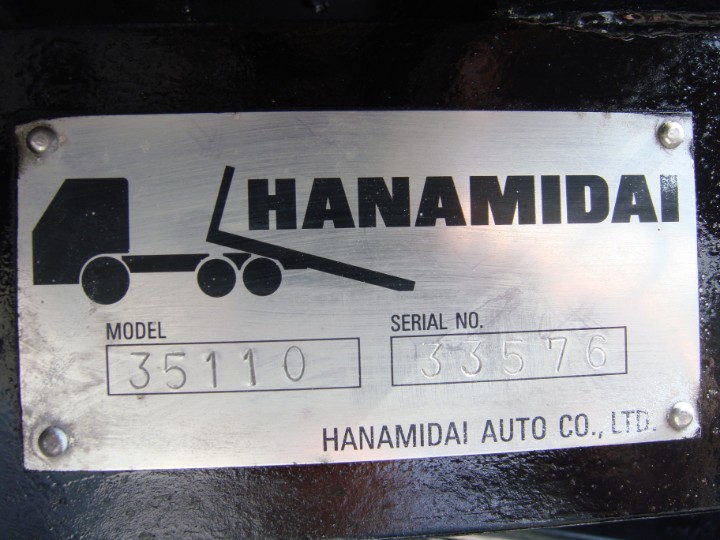 HANAMIDAI
MODEL
35110
SERIAL NO.
33576
HANAMIDAI AUTO CO., LTD.